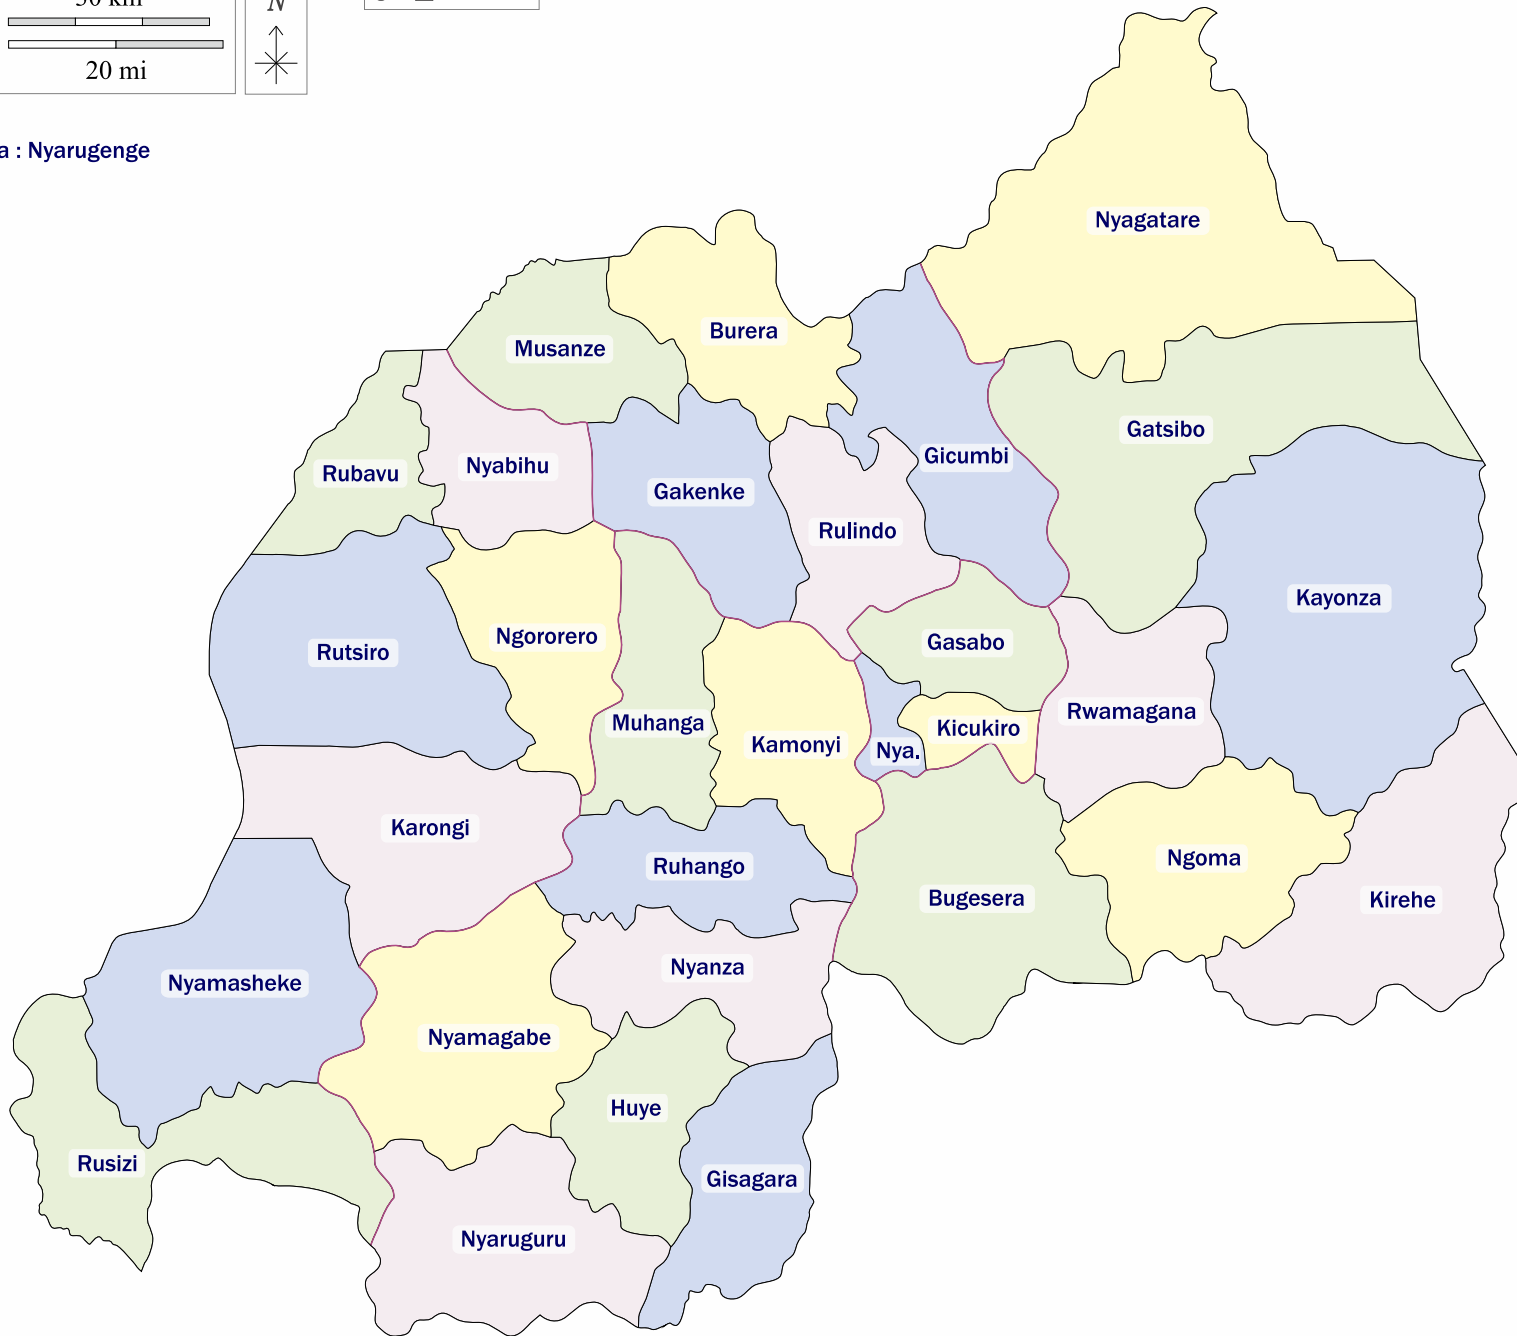 N
20 mi
a : Nyarugenge
Nyagatare
Burera
Musanze
Gatsibo
Gicumbi
Nyabihu
Rubavu
Gakenke
Rulindo
Kayonza
Ngororero
Gasabo
Rutsiro
Rwamagana
Muhanga
Kicukiro
Kamonyi
Nya.
Karongi
Ngoma
Ruhango
Bugesera
Kirehe
Nyanza
Nyamasheke
Nyamagabe
Huye
Rusizi
Gisagara
Nyaruguru